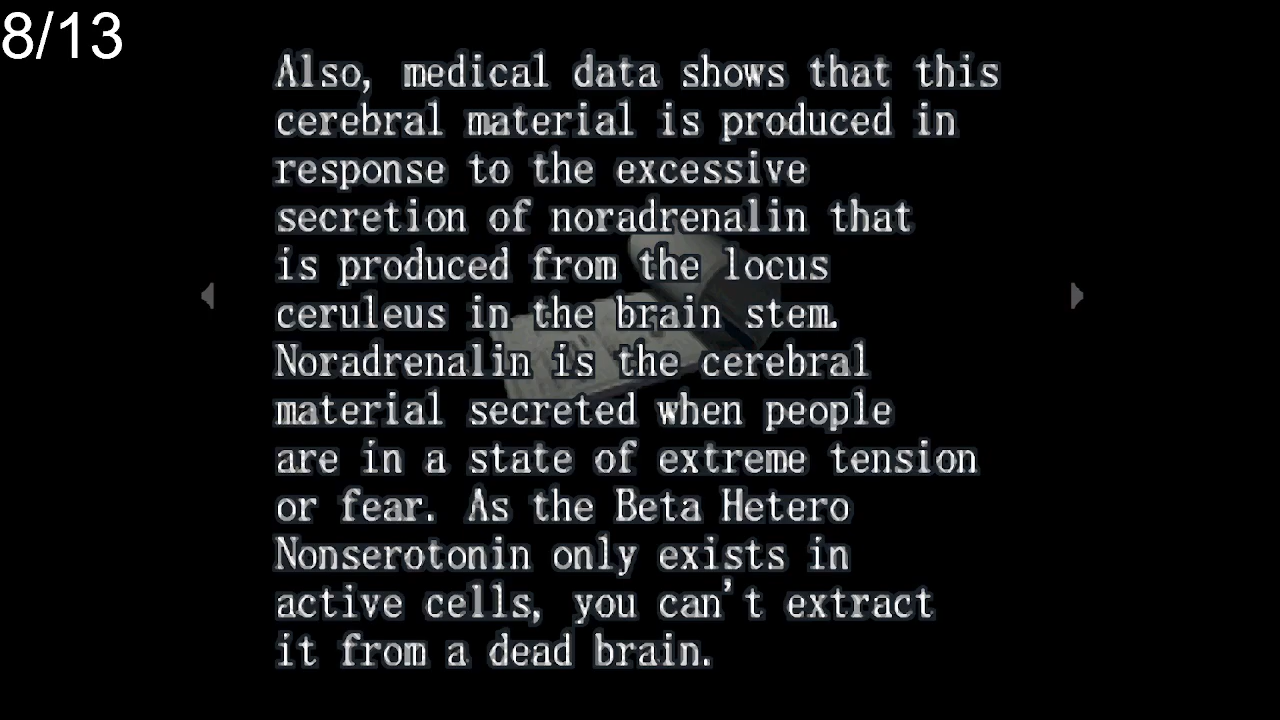 8/13
Also, medical data shows that this
cerebral material is produced in
response to the excessive
secretion of noradrenalin that
is produced from the locus
ceruleus in the brain stem.
Noradrenalin is the cerebral
material secreted when people
are in a state of extreme tension
or fear. As the Beta Hetero
Nonserotonin only exists in
active cells, you can't extract
it from a dead brain.